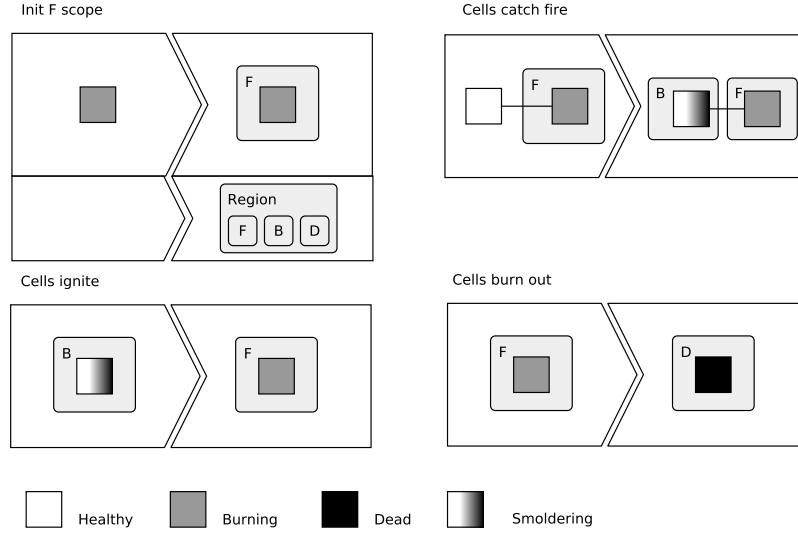 Init F scope
Cells catch fire
F
F
B
F
Region
F B D
Cells ignite
Cells burn out
B
F
F
D
Healthy
Burning
Dead
Smoldering